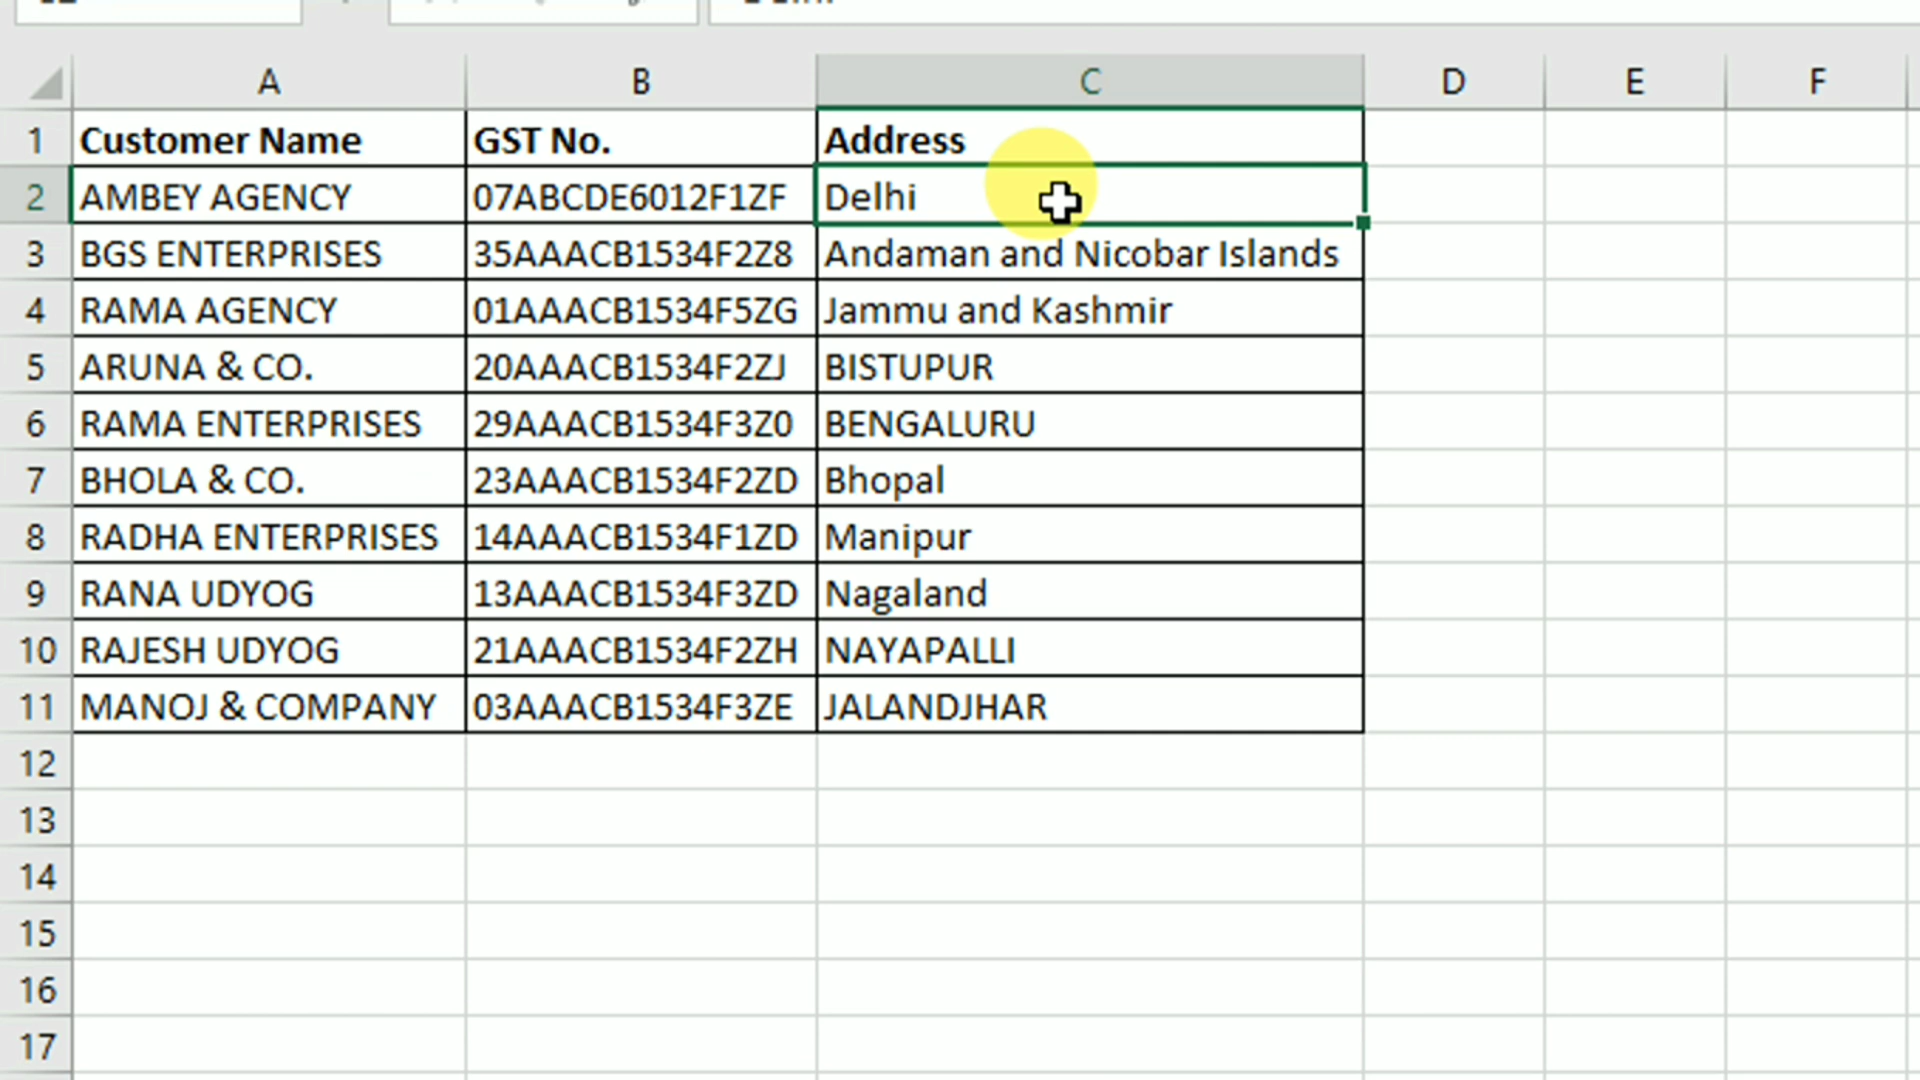 A B C D E F
1 Customer Name GST No. Address
2 AMBEY AGENCY 07ABCDE6012F1ZF Delhi
3 BGS ENTERPRISES 35AAACB1534F2Z8 Andaman and Nicobar Islands
4 RAMA AGENCY 01AAACB1534F5ZG Jammu and Kashmir
5 ARUNA & CO. 20AAACB1534F2ZJ BISTUPUR
6 RAMA ENTERPRISES 29AAACB1534F3Z0 BENGALURU
7 BHOLA & CO. 23AAACB1534F2ZD Bhopal
8 RADHA ENTERPRISES 14AAACB1534F1ZD Manipur
9 RANA UDYOG 13AAACB1534F3ZD Nagaland
10 RAJESH UDYOG 21AAACB1534F2ZH NAYAPALLI
11 MANOJ & COMPANY 03AAACB1534F3ZE JALANDJHAR
12
13
14
15
16
17